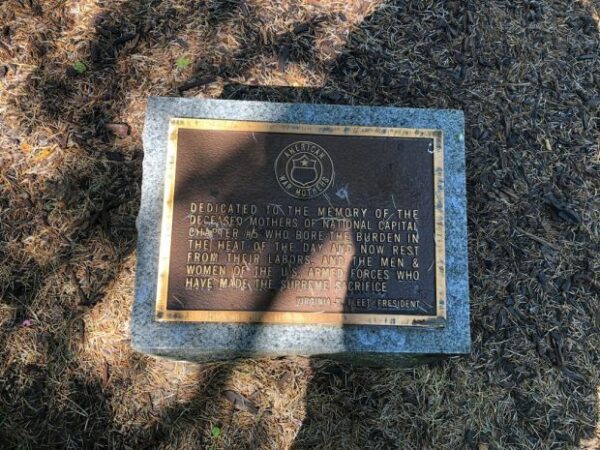 AMERICAN
WAR MOTHERS
DEDICATED TO THE MEMORY OF THE
DECEASED MOTHERS OF NATIONAL CAPITAL
CHAPTER #5 WHO BORE THE BURDEN IN
THE HEAT OF THE DAY AND NOW REST
FROM THEIR LABORS, AND THE MEN &
WOMEN OF THE U.S. ARMED FORCES WHO
HAVE MADE THE SUPREME SACRIFICE
VIRGINIA FLEET, PRESIDENT